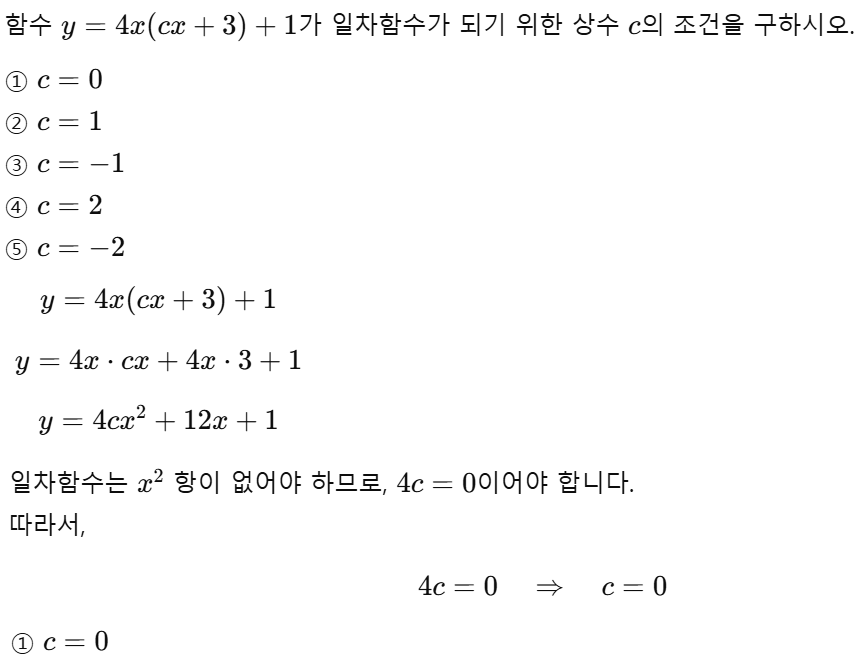 함수 y = 4x(cx + 3) + 1가 일차함수가 되기 위한 상수 c의 조건을 구하시오.
① c = 0
② c = 1
③ c = −1
④ c = 2
⑤ c = −2
y = 4x(cx + 3) + 1
y = 4x · cx + 4x · 3 + 1
y = 4cx² + 12x + 1
일차함수는 x² 항이 없어야 하므로, 4c = 0이어야 합니다.
따라서,
4c = 0 ⇒ c = 0
① c = 0